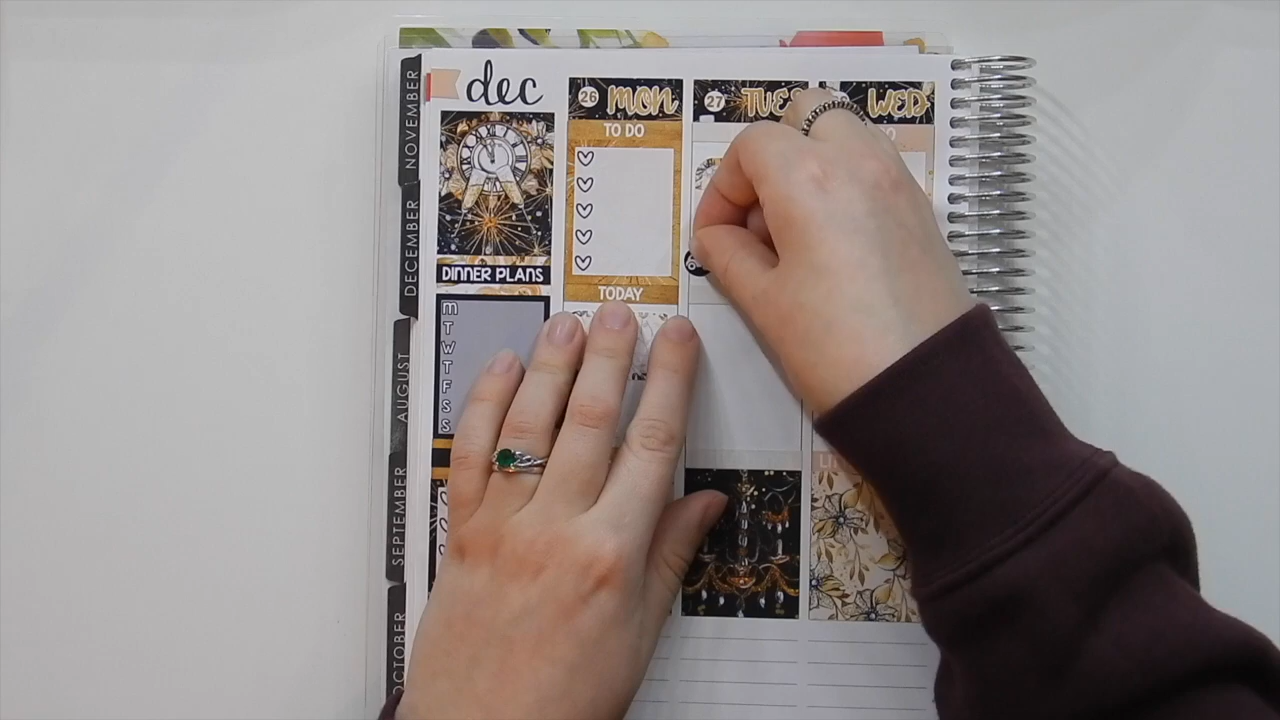 dec
26 MON
27 TUES
WED
TO DO
TODAY
DINNER PLANS
M
T
W
T
F
S
S
NOVEMBER
DECEMBER
AUGUST
SEPTEMBER
OCTOBER